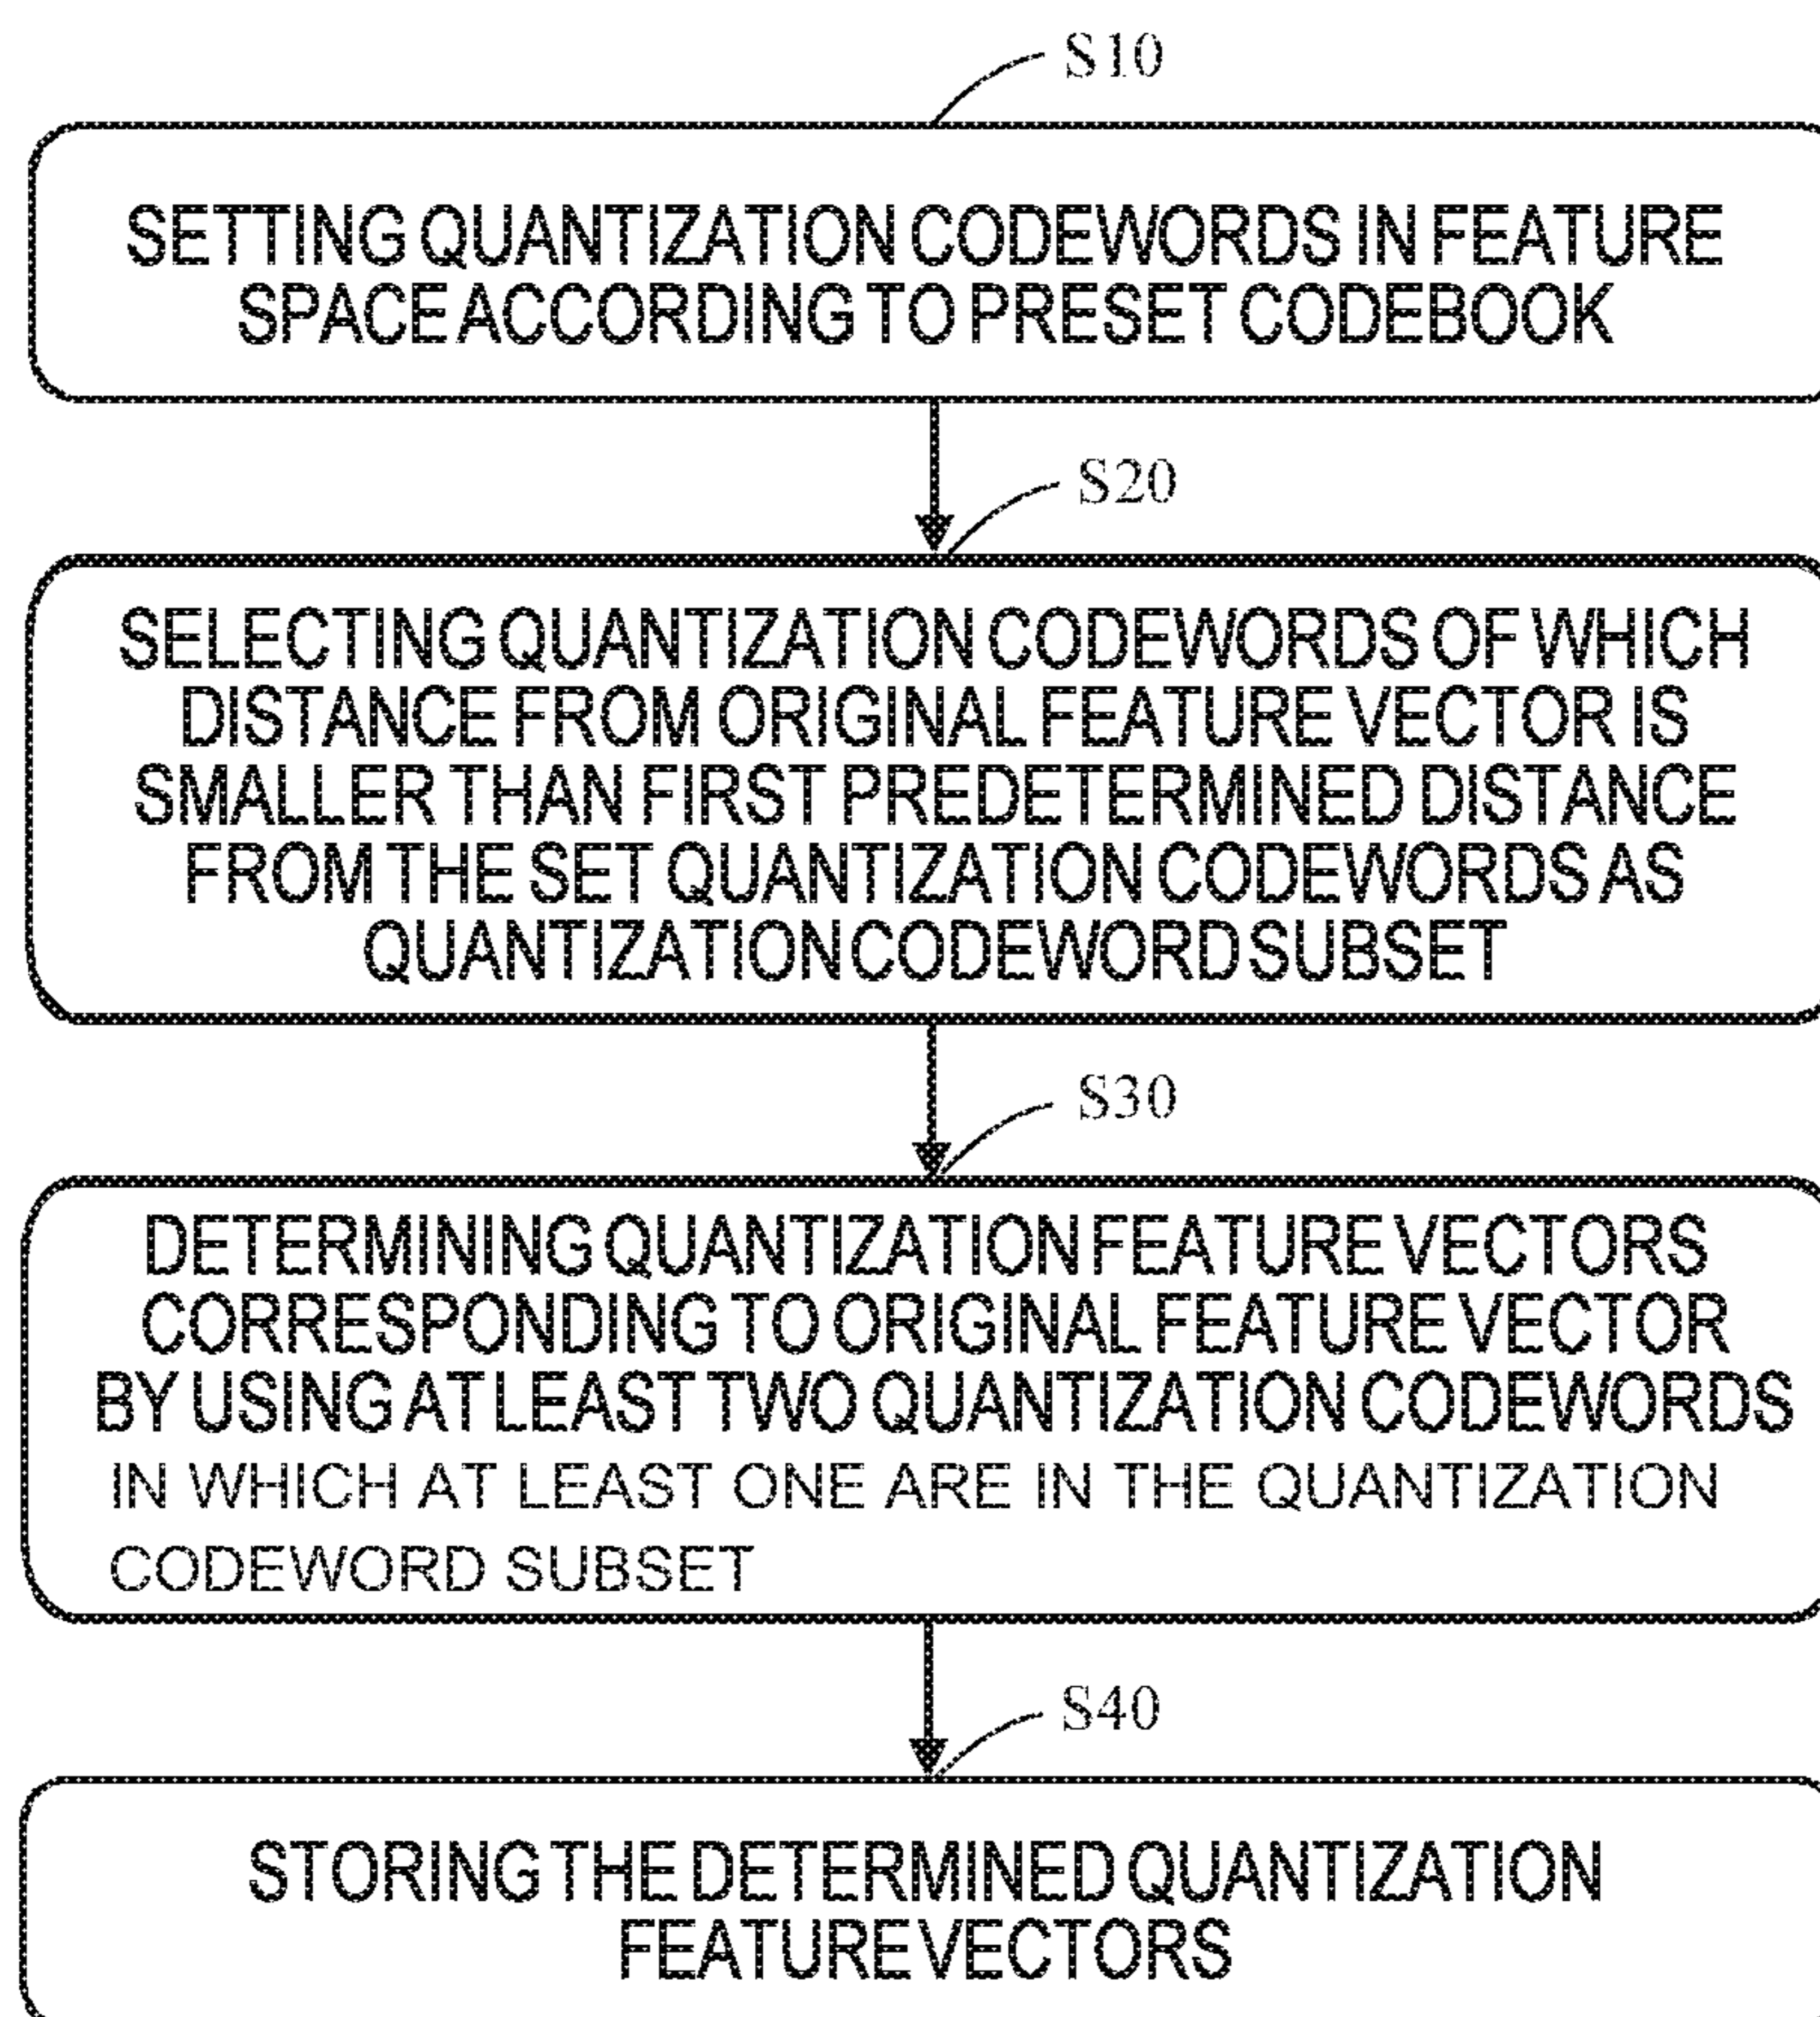 S10
SETTING QUANTIZATION CODEWORDS IN FEATURE
SPACE ACCORDING TO PRESET CODEBOOK
S20
SELECTING QUANTIZATION CODEWORDS OF WHICH
DISTANCE FROM ORIGINAL FEATURE VECTOR IS
SMALLER THAN FIRST PREDETERMINED DISTANCE
FROM THE SET QUANTIZATION CODEWORDS AS
QUANTIZATION CODEWORD SUBSET
S30
DETERMINING QUANTIZATION FEATURE VECTORS
CORRESPONDING TO ORIGINAL FEATURE VECTOR
BY USING AT LEAST TWO QUANTIZATION CODEWORDS
IN WHICH AT LEAST ONE ARE IN THE QUANTIZATION
CODEWORD SUBSET
S40
STORING THE DETERMINED QUANTIZATION
FEATURE VECTORS